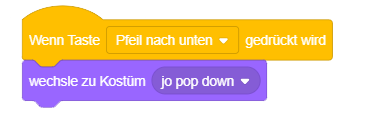 Wenn Taste Pfeil nach unten gedrückt wird
wechsle zu Kostüm jo pop down